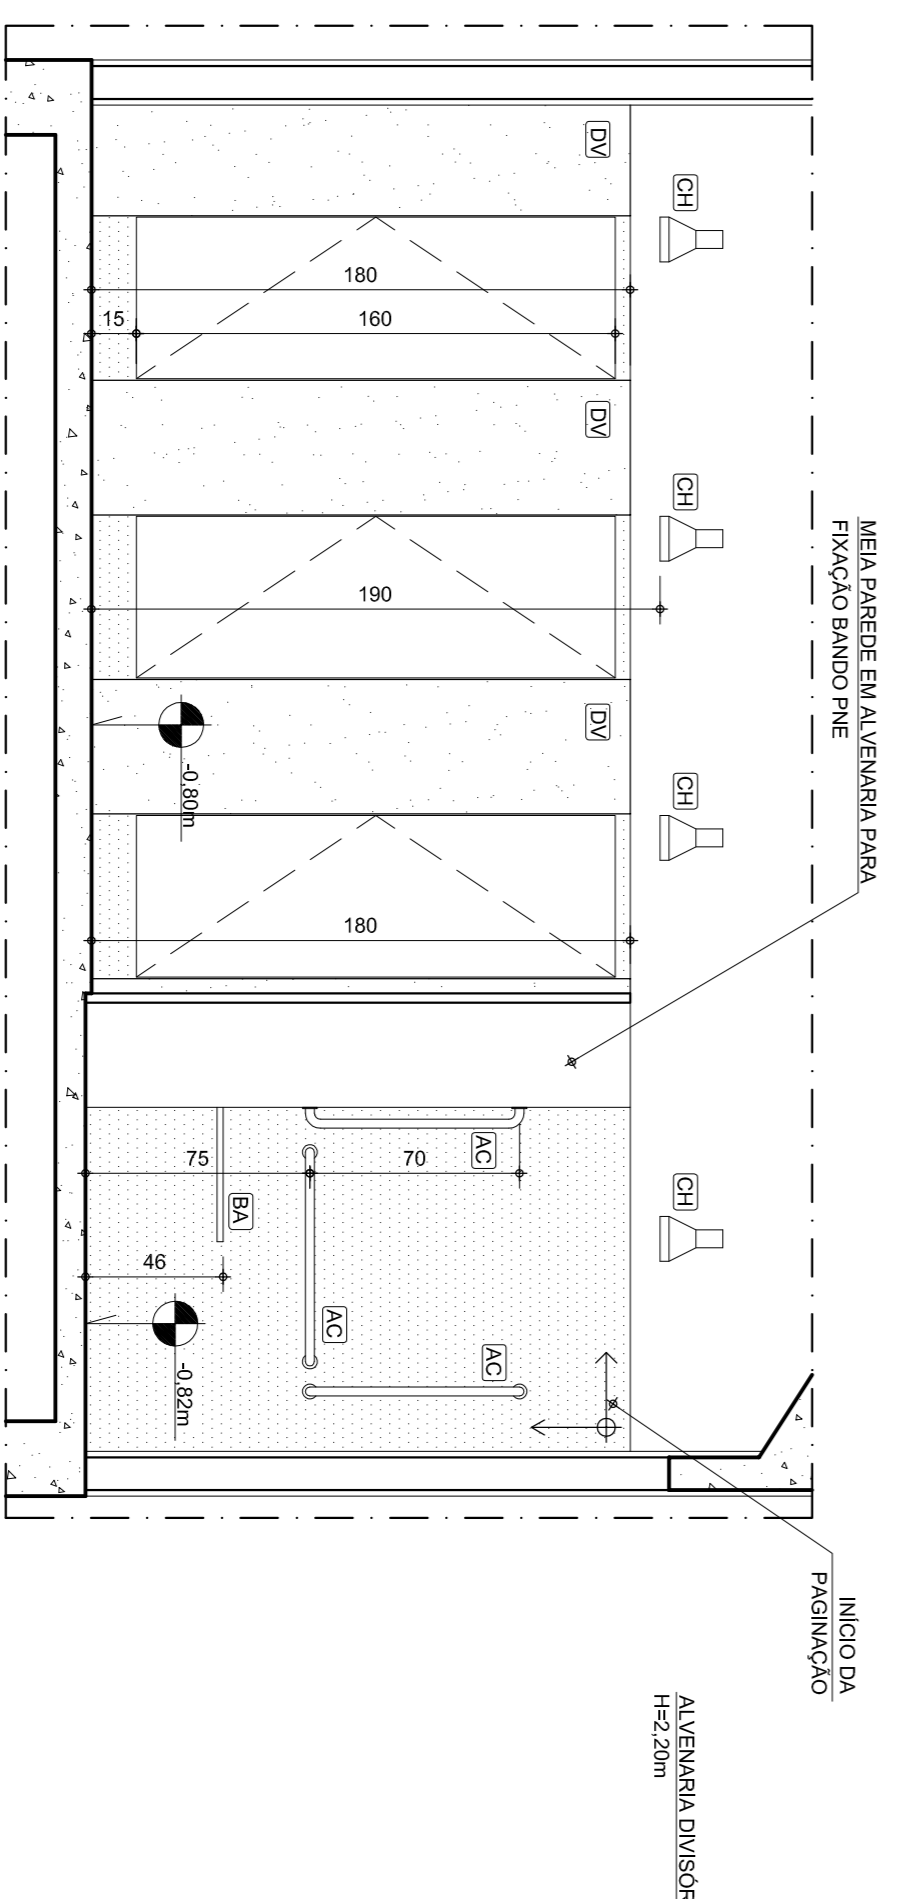 DV
CH
180
15
160
DV
CH
190
DV
-0,80m
CH
180
MEIA PAREDE EM ALVENARIA PARA
FIXAÇÃO BANDO PNE
AC
75
70
BA
CH
46
AC
AC
-0,82m
INÍCIO DA
PAGINAÇÃO
ALVENARIA DIVISÓR
H=2,20m